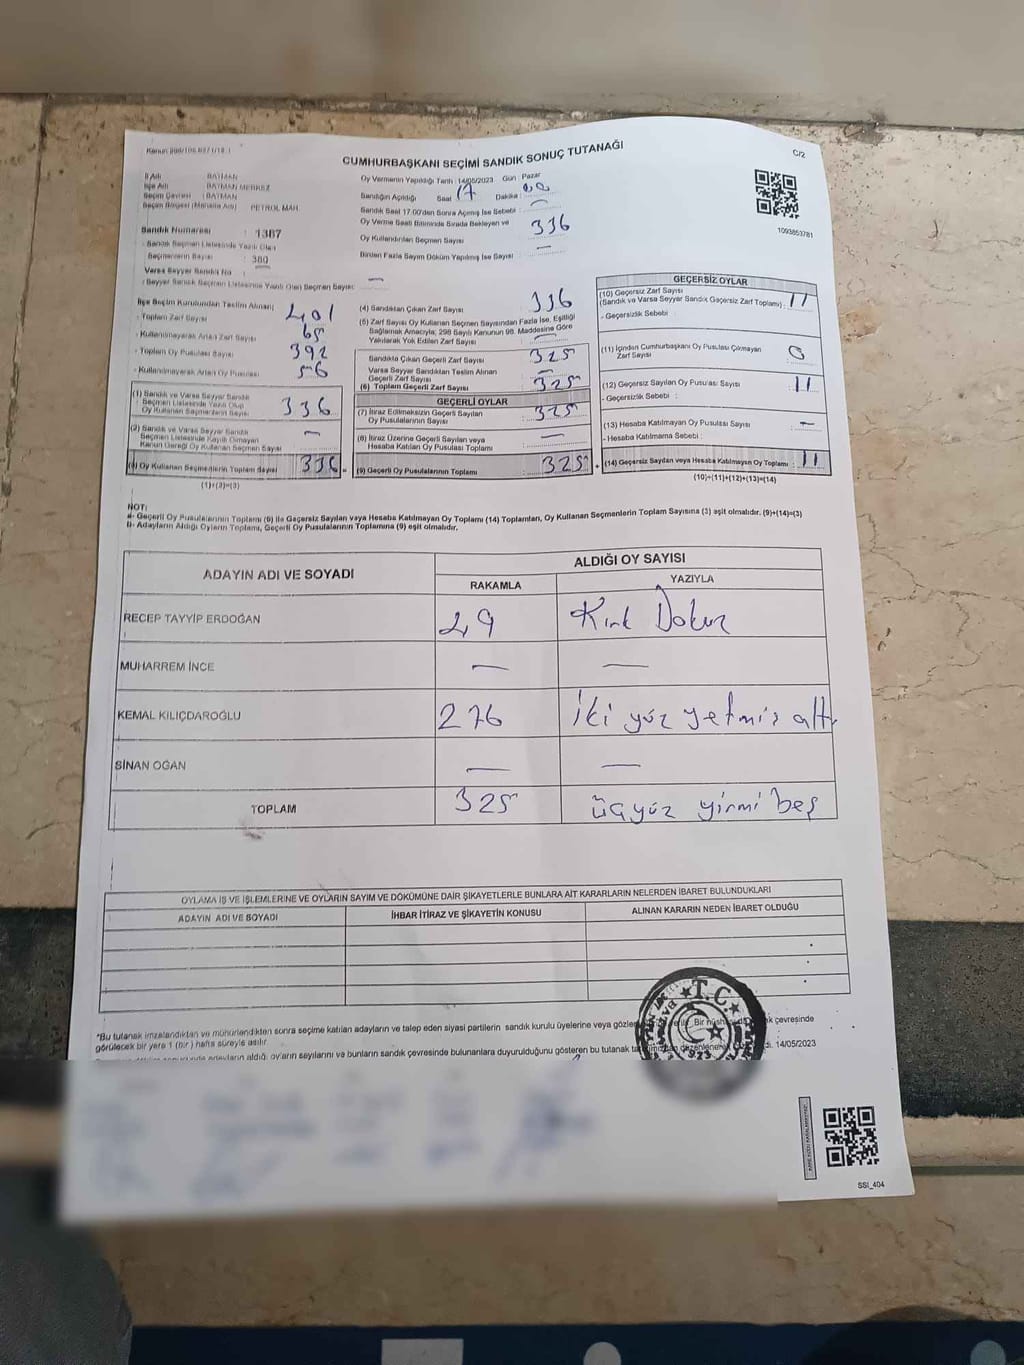 CUMHURBAŞKANI SEÇİMİ SANDIK SONUÇ TUTANAĞI
C/2
İl Adı : BATMAN
İlçe Adı : BATMAN MERKEZ
Seçim Çevresi : BATMAN
Seçim Bölgesi (Mahalle Adı) PETROL MAH.
Sandık Numarası : 1387
- Sandık Seçmen Listesinde Yazılı Olan
Seçmenlerin Sayısı : 380
Varsa Seyyar Sandık No :
- Seyyar Sandık Seçmen Listesinde Yazılı Olan Seçmen Sayısı: —
Oy Vermenin Yapıldığı Tarih : 14/05/2023 Gün : Pazar
Sandığın Açıldığı Saat : 17 Dakika : 00
Sandık Saat 17.00'den Sonra Açılmış İse Sebebi : —
Oy Verme Saati Bitiminde Sırada Bekleyen ve
Oy Kullandırılan Seçmen Sayısı 336
Birden Fazla Sayım Döküm Yapılmış İse Sayısı : —
1093853781
İlçe Seçim Kurulundan Teslim Alınan;
- Toplam Zarf Sayısı 401
- Kullanılmayarak Artan Zarf Sayısı 65
- Toplam Oy Pusulası Sayısı 392
- Kullanılmayarak Artan Oy Pusulası 56
(1) Sandık ve Varsa Seyyar Sandık
Seçmen Listesinde Yazılı Olup
Oy Kullanan Seçmenlerin Sayısı 336
(2) Sandık ve Varsa Seyyar Sandık
Seçmen Listesinde Kayıtlı Olmayan
Kanun Gereği Oy Kullanan Seçmen Sayısı —
(3) Oy Kullanan Seçmenlerin Toplam Sayısı 336 =
(1)+(2)=(3)
(4) Sandıktan Çıkan Zarf Sayısı 336
(5) Zarf Sayısı Oy Kullanan Seçmen Sayısından Fazla İse, Eşitliği
Sağlamak Amacıyla; 298 Sayılı Kanunun 98. Maddesine Göre
Yakılarak Yok Edilen Zarf Sayısı —
Sandıkta Çıkan Geçerli Zarf Sayısı 325
Varsa Seyyar Sandıktan Teslim Alınan
Geçerli Zarf Sayısı —
(6) Toplam Geçerli Zarf Sayısı 325
GEÇERLİ OYLAR
(7) İtiraz Edilmeksizin Geçerli Sayılan
Oy Pusulalarının Sayısı 325
(8) İtiraz Üzerine Geçerli Sayılan veya
Hesaba Katılan Oy Pusulası Toplamı —
(9) Geçerli Oy Pusulalarının Toplamı 325 +
GEÇERSİZ OYLAR
(10) Geçersiz Zarf Sayısı
(Sandık ve Varsa Seyyar Sandık Geçersiz Zarf Toplamı) : 11
- Geçersizlik Sebebi :
(11) İçinden Cumhurbaşkanı Oy Pusulası Çıkmayan
Zarf Sayısı 0
(12) Geçersiz Sayılan Oy Pusulası Sayısı 11
- Geçersizlik Sebebi :
(13) Hesaba Katılmayan Oy Pusulası Sayısı —
- Hesaba Katılmama Sebebi :
(14) Geçersiz Sayılan veya Hesaba Katılmayan Oy Toplamı : 11
(10)+(11)+(12)+(13)=(14)
NOT:
a- Geçerli Oy Pusulalarının Toplamı (9) ile Geçersiz Sayılan veya Hesaba Katılmayan Oy Toplamı (14) Toplamları, Oy Kullanan Seçmenlerin Toplam Sayısına (3) eşit olmalıdır. (9)+(14)=(3)
b- Adayların Aldığı Oyların Toplamı, Geçerli Oy Pusulalarının Toplamına (9) eşit olmalıdır.
ADAYIN ADI VE SOYADI
ALDIĞI OY SAYISI
RAKAMLA YAZIYLA
RECEP TAYYİP ERDOĞAN 49 Kırk Dokuz
MUHARREM İNCE — —
KEMAL KILIÇDAROĞLU 276 İki yüz yetmiş altı
SİNAN OĞAN — —
TOPLAM 325 üçyüz yirmi beş
OYLAMA İŞ VE İŞLEMLERİNE VE OYLARIN SAYIM VE DÖKÜMÜNE DAİR ŞİKAYETLERLE BUNLARA AİT KARARLARIN NELERDEN İBARET BULUNDUKLARI
ADAYIN ADI VE SOYADI İHBAR İTİRAZ VE ŞİKAYETİN KONUSU ALINAN KARARIN NEDEN İBARET OLDUĞU
T.C.
1973
*Bu tutanak imzalandıktan ve mühürlendikten sonra seçime katılan adayların ve talep eden siyasi partilerin sandık kurulu üyelerine veya verilir. Bir çevresinde
görülecek bir yere 1 (bir) hafta süreyle asılır.
adayların aldığı oyların sayılarını ve bunların sandık çevresinde bulunanlara duyurulduğunu gösteren bu tutanak 14/05/2023
SSI_404